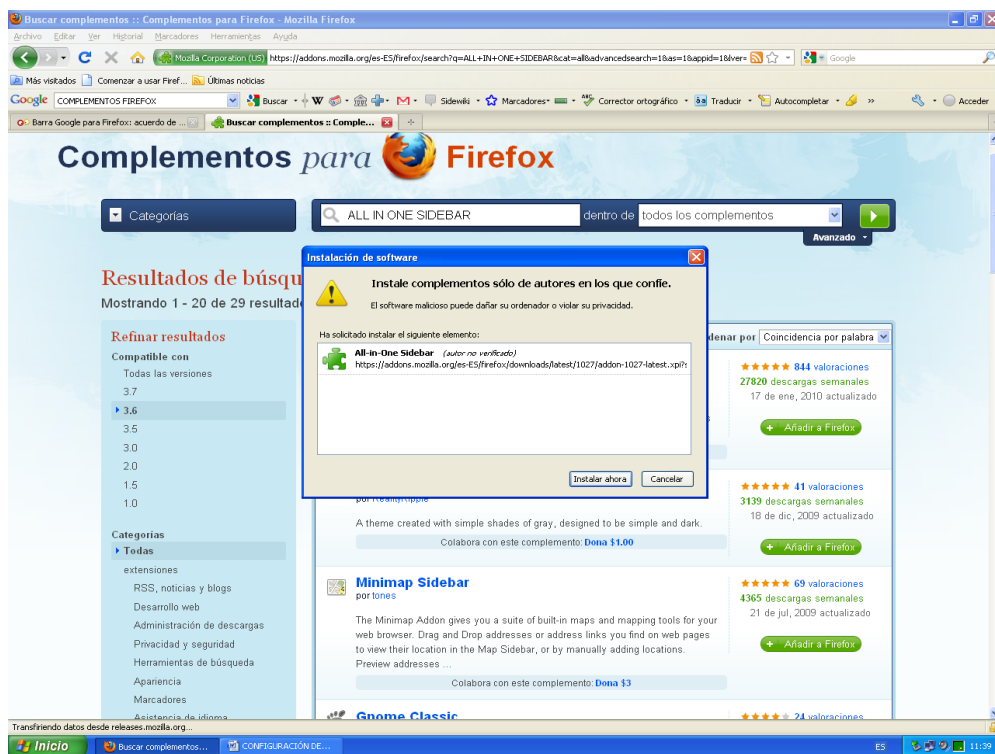 Buscar complementos :: Complementos para Firefox - Mozilla Firefox
Archivo Editar Ver Historial Marcadores Herramientas Ayuda
Mozilla Corporation (US) https://addons.mozilla.org/es-ES/firefox/search?q=ALL+IN+ONE+SIDEBAR&cat=all&advancedsearch=1&as=1&appid=1&lver= Google
Más visitados Comenzar a usar Firef... Últimas noticias
Google COMPLEMENTOS FIREFOX Buscar Sidewiki Marcadores Corrector ortográfico Traducir Autocompletar » Acceder
Barra Google para Firefox: acuerdo de ... Buscar complementos :: Comple...
Complementos para Firefox
Categorías ALL IN ONE SIDEBAR dentro de todos los complementos
Avanzado
Instalación de software
Instale complementos sólo de autores en los que confíe.
El software malicioso puede dañar su ordenador o violar su privacidad.
Ha solicitado instalar el siguiente elemento:
All-in-One Sidebar (autor no verificado)
https://addons.mozilla.org/es-ES/firefox/downloads/latest/1027/addon-1027-latest.xpi?s
Instalar ahora Cancelar
Resultados de búsqu
Mostrando 1 - 20 de 29 resultad
Refinar resultados
Compatible con
Todas las versiones
3.7
3.6
3.5
3.0
2.0
1.5
1.0
Categorías
Todas
extensiones
RSS, noticias y blogs
Desarrollo web
Administración de descargas
Privacidad y seguridad
Herramientas de búsqueda
Apariencia
Marcadores
Asistencia de idioma
denar por Coincidencia por palabra
844 valoraciones
27820 descargas semanales
17 de ene, 2010 actualizado
Añadir a Firefox
por RealityRipple
A theme created with simple shades of gray, designed to be simple and dark.
Colabora con este complemento: Dona $1.00
41 valoraciones
3139 descargas semanales
18 de dic, 2009 actualizado
Añadir a Firefox
Minimap Sidebar
por tones
The Minimap Addon gives you a suite of built-in maps and mapping tools for your
web browser. Drag and Drop addresses or address links you find on web pages
to view their location in the Map Sidebar, or by manually adding locations.
Preview addresses ...
Colabora con este complemento: Dona $3
69 valoraciones
4365 descargas semanales
21 de jul, 2009 actualizado
Añadir a Firefox
Gnome Classic
24 valoraciones
Transfiriendo datos desde releases.mozilla.org...
Inicio Buscar complementos... CONFIGURACIÓN DE... ES 11:39